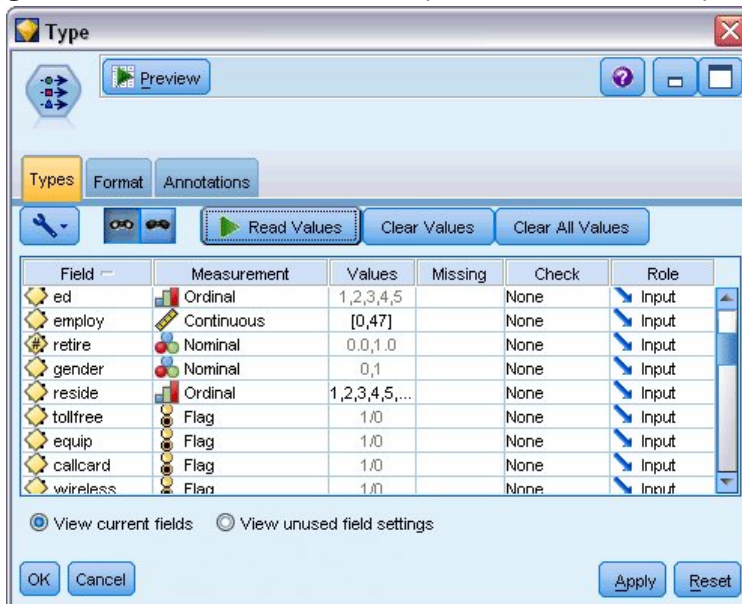 Type
Preview
Types Format Annotations
Read Values Clear Values Clear All Values
Field Measurement Values Missing Check Role
ed Ordinal 1,2,3,4,5 None Input
employ Continuous [0,47] None Input
retire Nominal 0.0,1.0 None Input
gender Nominal 0,1 None Input
reside Ordinal 1,2,3,4,5,... None Input
tollfree Flag 1/0 None Input
equip Flag 1/0 None Input
callcard Flag 1/0 None Input
wireless Flag 1/0 None Input
View current fields View unused field settings
OK Cancel Apply Reset